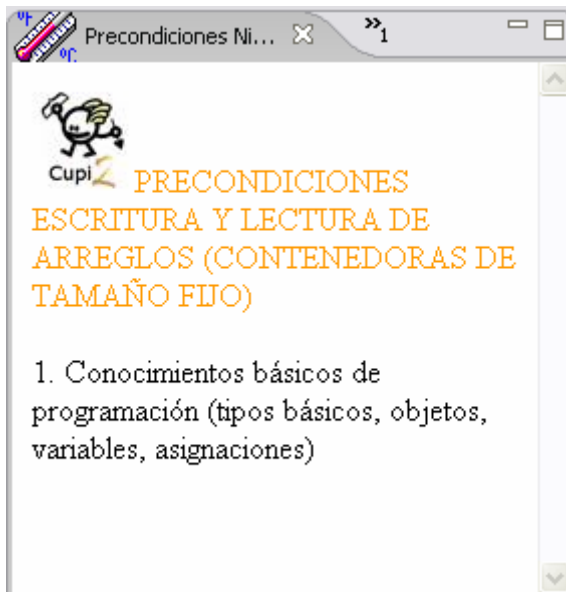 °F
°C
Precondiciones Ni... »1
Cupi2
PRECONDICIONES
ESCRITURA Y LECTURA DE
ARREGLOS (CONTENEDORAS DE
TAMAÑO FIJO)
1. Conocimientos básicos de
programación (tipos básicos, objetos,
variables, asignaciones)